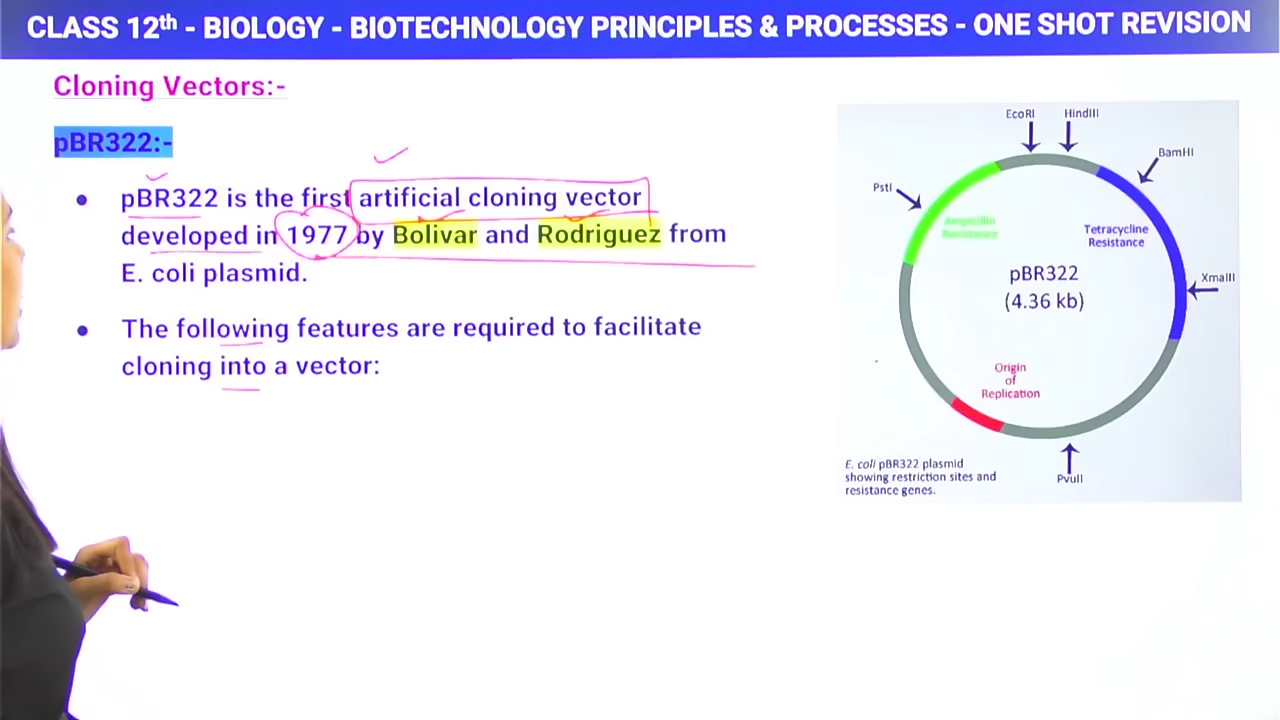 CLASS 12th - BIOLOGY - BIOTECHNOLOGY PRINCIPLES & PROCESSES - ONE SHOT REVISION
Cloning Vectors:-
pBR322:-
• pBR322 is the first artificial cloning vector
developed in 1977 by Bolivar and Rodriguez from
E. coli plasmid.
• The following features are required to facilitate
cloning into a vector:
EcoRI
HindIII
BamHI
PstI
Ampicillin
Resistance
Tetracycline
Resistance
pBR322
(4.36 kb)
XmaIII
Origin
of
Replication
E. coli pBR322 plasmid
showing restriction sites and
resistance genes.
PvuII